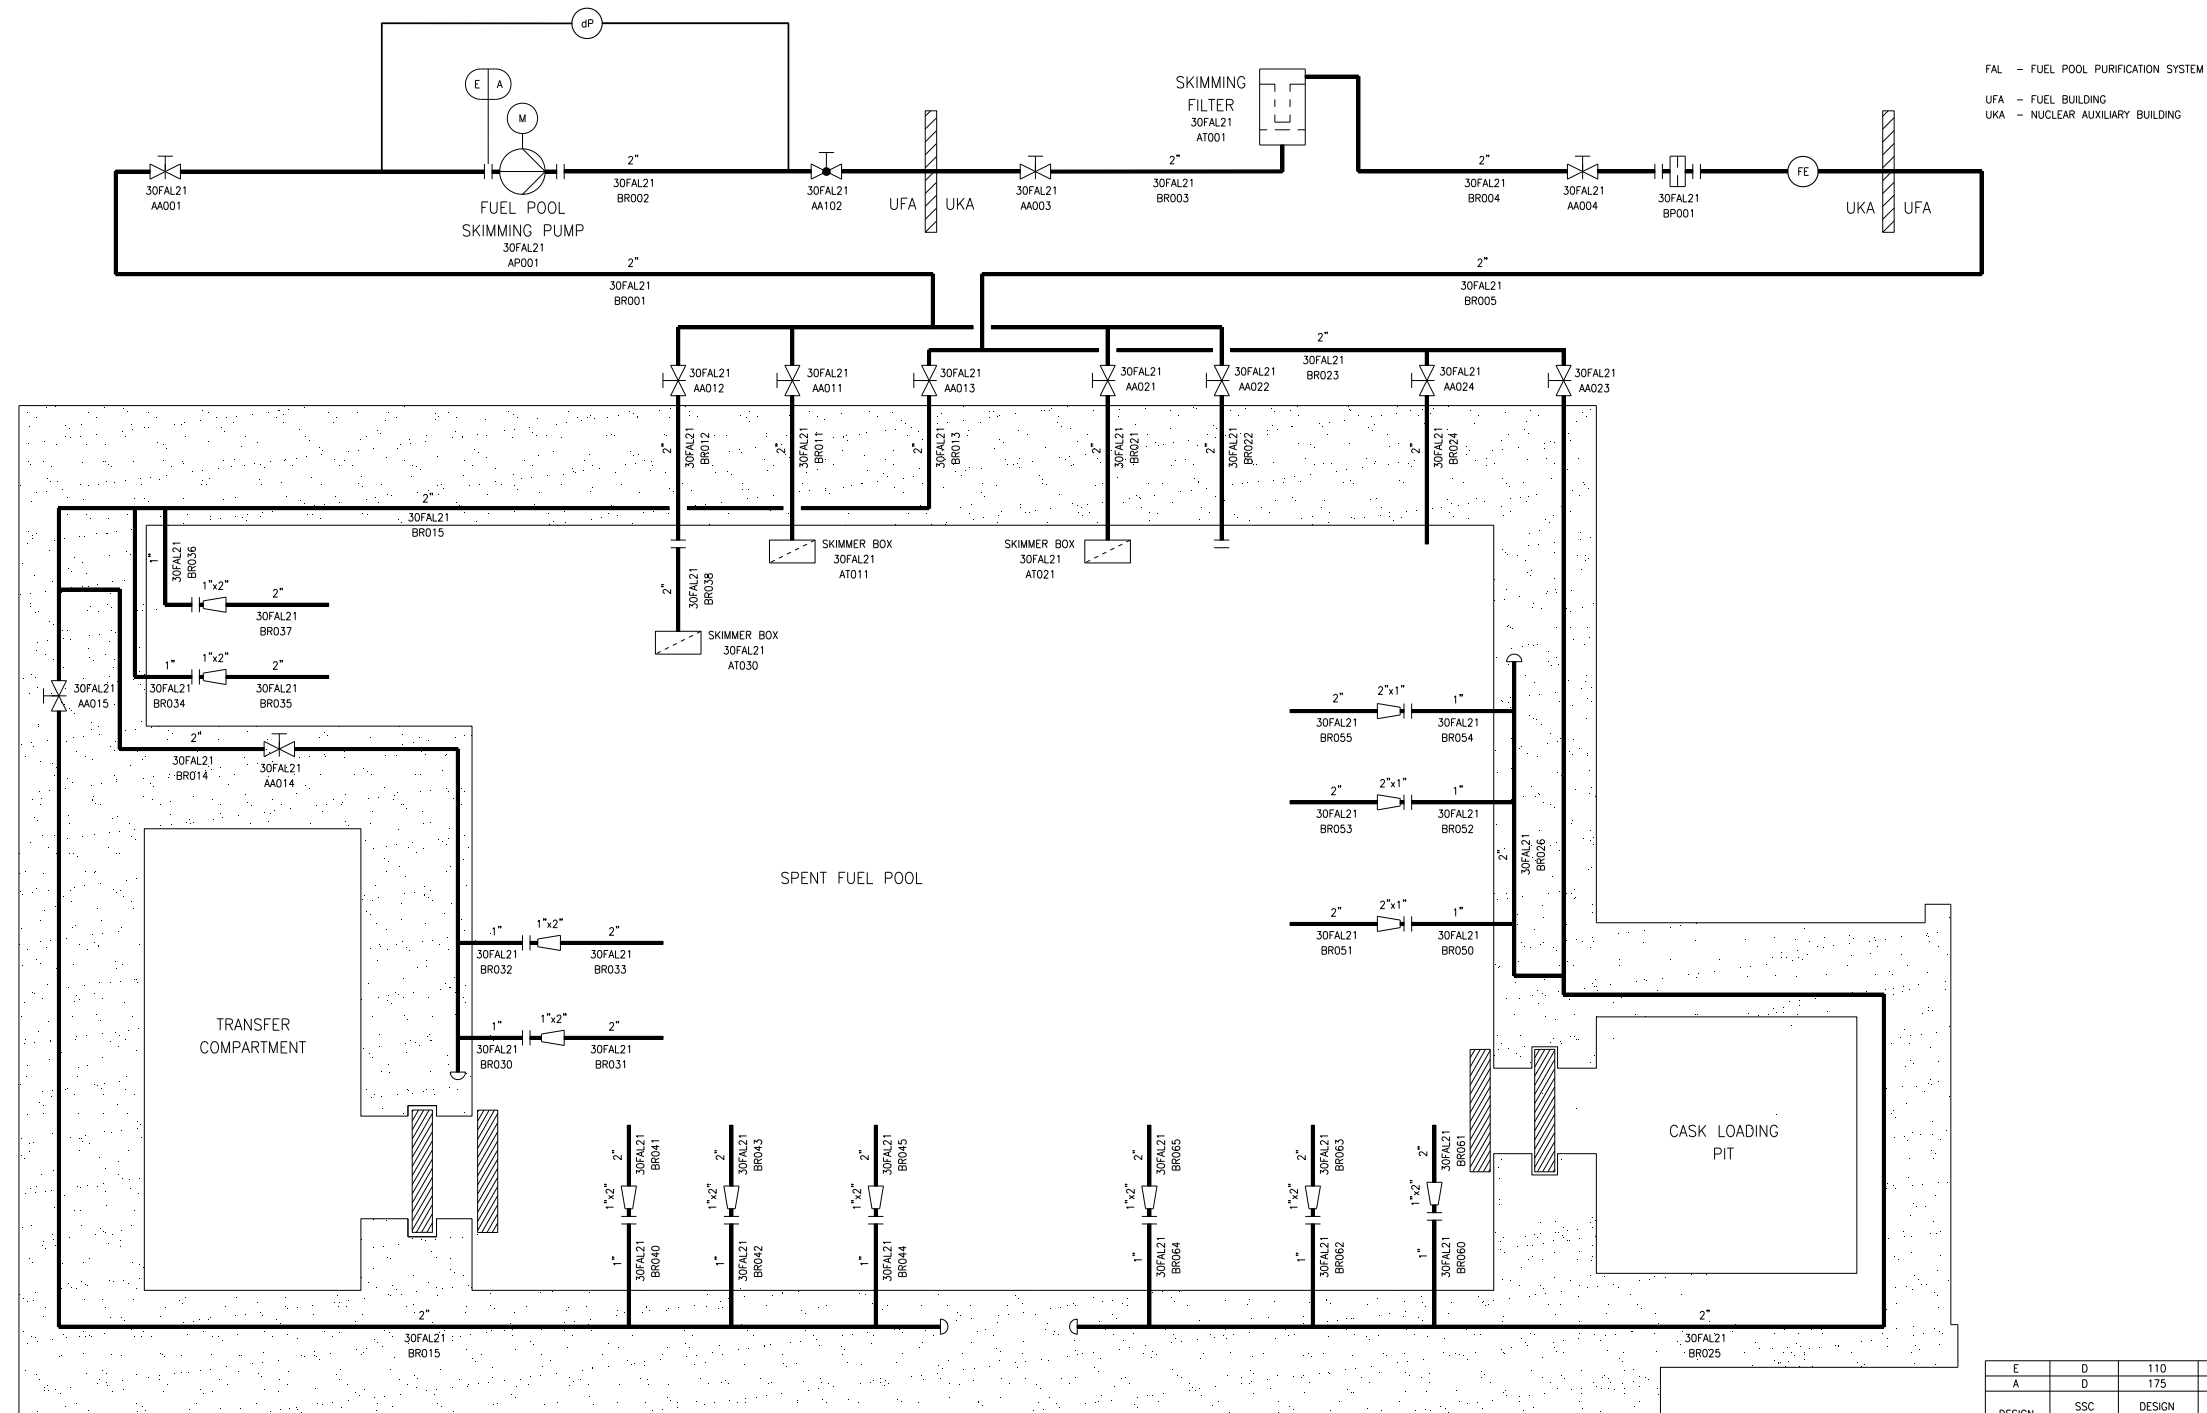 dP
FAL – FUEL POOL PURIFICATION SYSTEM
UFA – FUEL BUILDING
UKA – NUCLEAR AUXILIARY BUILDING
E A
M
SKIMMING
FILTER
30FAL21
AT001
30FAL21
AA001
FUEL POOL
SKIMMING PUMP
30FAL21
AP001
2"
30FAL21
BR002
30FAL21
AA102
UFA
UKA
30FAL21
AA003
2"
30FAL21
BR003
2"
30FAL21
BR004
30FAL21
AA004
30FAL21
BP001
FE
UKA
UFA
2"
30FAL21
BR001
2"
30FAL21
BR005
2"
30FAL21
BR023
30FAL21
AA012
30FAL21
AA011
30FAL21
AA013
30FAL21
AA021
30FAL21
AA022
30FAL21
AA024
30FAL21
AA023
2"
30FAL21
BR012
2"
30FAL21
BR011
2"
30FAL21
BR013
2"
30FAL21
BR021
2"
30FAL21
BR022
2"
30FAL21
BR024
2"
30FAL21
BR015
1"
30FAL21
BR036
SKIMMER BOX
30FAL21
AT011
SKIMMER BOX
30FAL21
AT021
2"
30FAL21
BR038
SKIMMER BOX
30FAL21
AT030
1"x2"
2"
30FAL21
BR037
1"
30FAL21
BR034
1"x2"
2"
30FAL21
BR035
30FAL21
AA015
2"
30FAL21
BR014
30FAL21
AA014
2"
30FAL21
BR055
2"x1"
1"
30FAL21
BR054
2"
30FAL21
BR053
2"x1"
1"
30FAL21
BR052
2"
30FAL21
BR026
SPENT FUEL POOL
2"
30FAL21
BR051
2"x1"
1"
30FAL21
BR050
1"
30FAL21
BR032
1"x2"
2"
30FAL21
BR033
1"
30FAL21
BR030
1"x2"
2"
30FAL21
BR031
TRANSFER
COMPARTMENT
CASK LOADING
PIT
2"
30FAL21
BR041
1"x2"
1"
30FAL21
BR040
2"
30FAL21
BR043
1"x2"
1"
30FAL21
BR042
2"
30FAL21
BR045
1"x2"
1"
30FAL21
BR044
2"
30FAL21
BR065
1"x2"
1"
30FAL21
BR064
2"
30FAL21
BR063
1"x2"
1"
30FAL21
BR062
2"
30FAL21
BR061
1"x2"
1"
30FAL21
BR060
2"
30FAL21
BR015
2"
30FAL21
BR025
E D 110
A D 175
SSC DESIGN